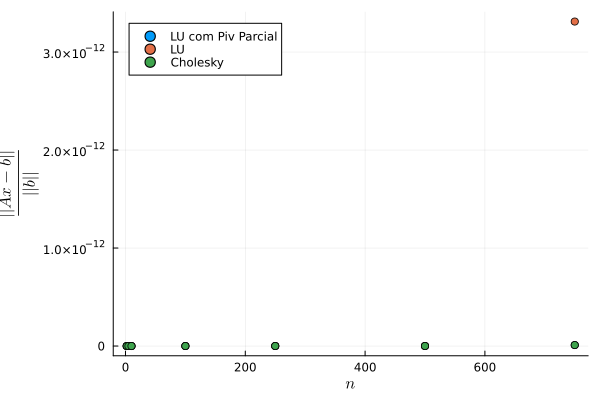 LU com Piv Parcial
LU
Cholesky
3.0×10⁻¹²
2.0×10⁻¹²
1.0×10⁻¹²
0
||Ax − b||
||b||
0 200 400 600
n